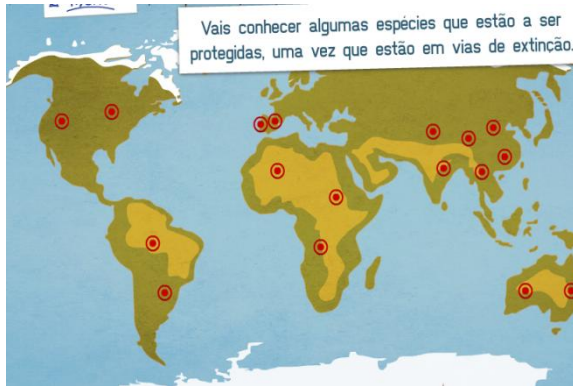 Vais conhecer algumas espécies que estão a ser
protegidas, uma vez que estão em vias de extinção.